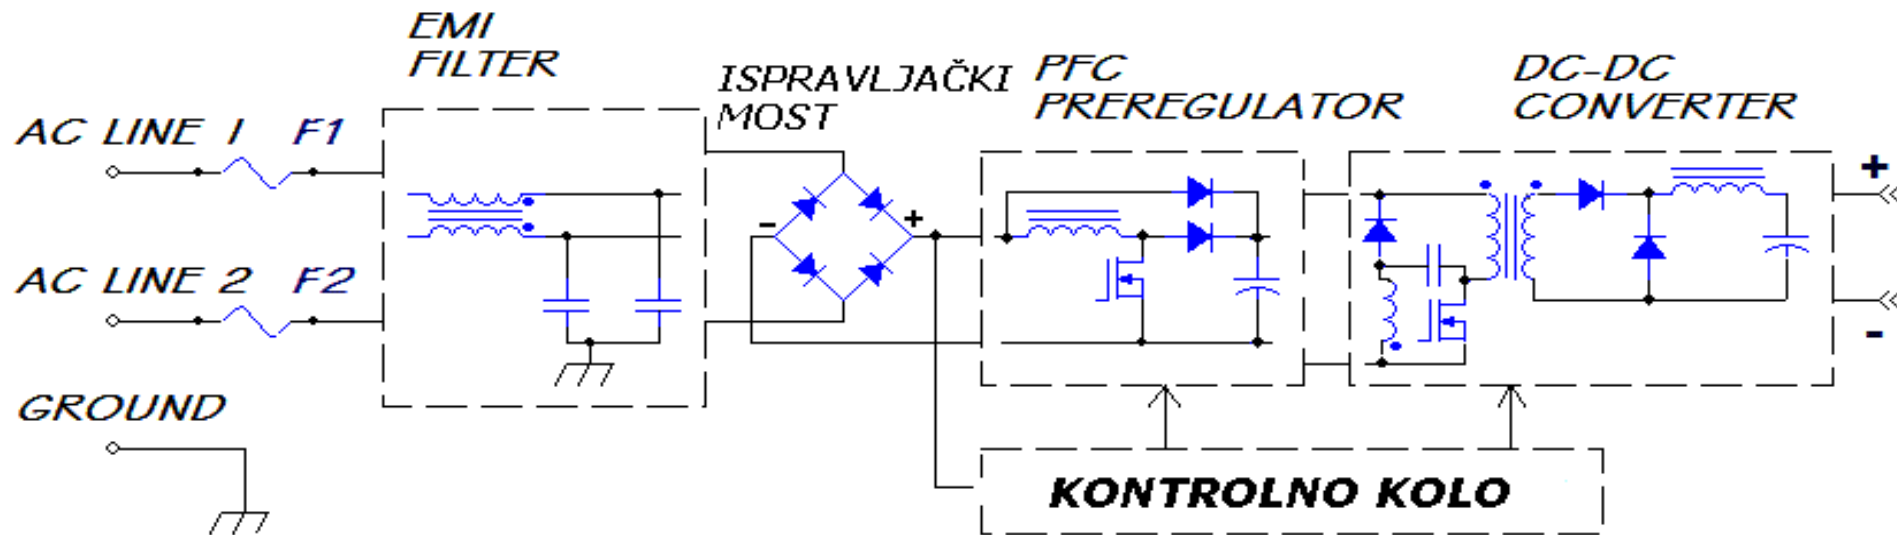 EMI
FILTER
ISPRAVLJAČKI
MOST
PFC
PREREGULATOR
DC-DC
CONVERTER
AC LINE 1 F1
AC LINE 2 F2
GROUND
- +
+
-
KONTROLNO KOLO